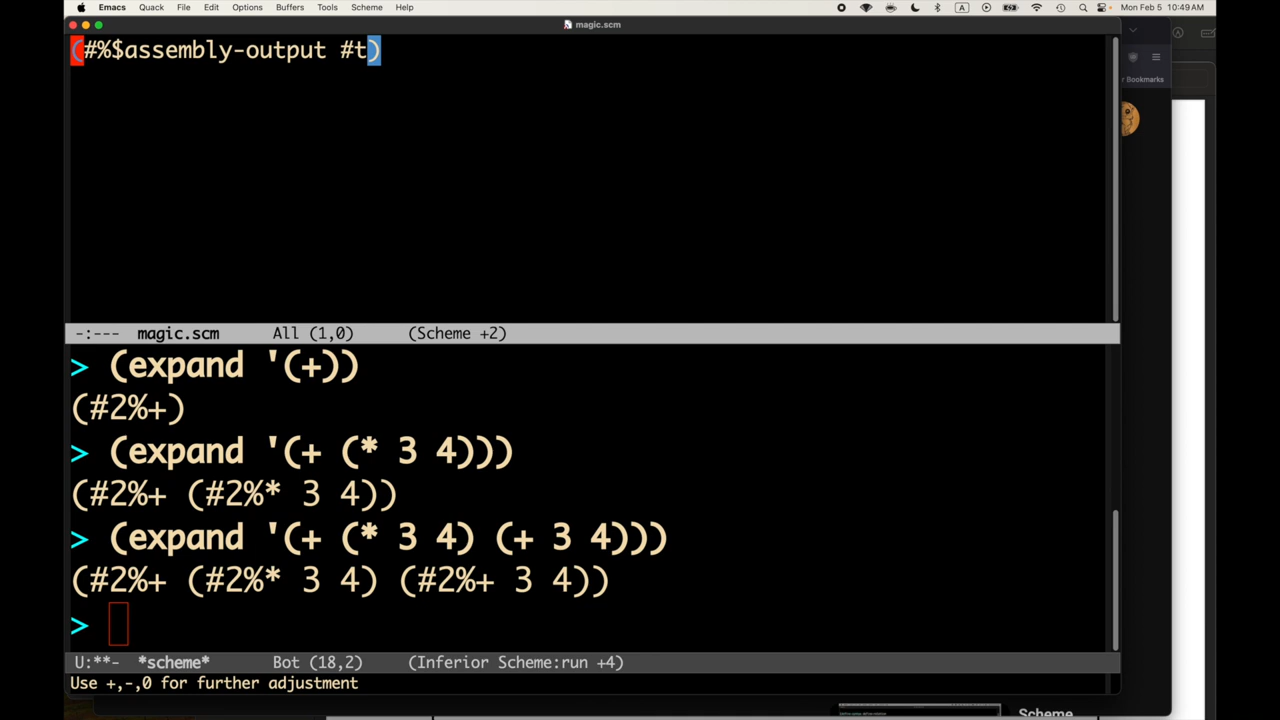 Emacs Quack File Edit Options Buffers Tools Scheme Help A Mon Feb 5 10:49 AM
magic.scm
(#%$assembly-output #t)
r Bookmarks
-:--- magic.scm All (1,0) (Scheme +2)
> (expand '(+))
(#2%+)
> (expand '(+ (* 3 4)))
(#2%+ (#2%* 3 4))
> (expand '(+ (* 3 4) (+ 3 4)))
(#2%+ (#2%* 3 4) (#2%+ 3 4))
>
U:**- *scheme* Bot (18,2) (Inferior Scheme:run +4)
Use +,-,0 for further adjustment
Scheme